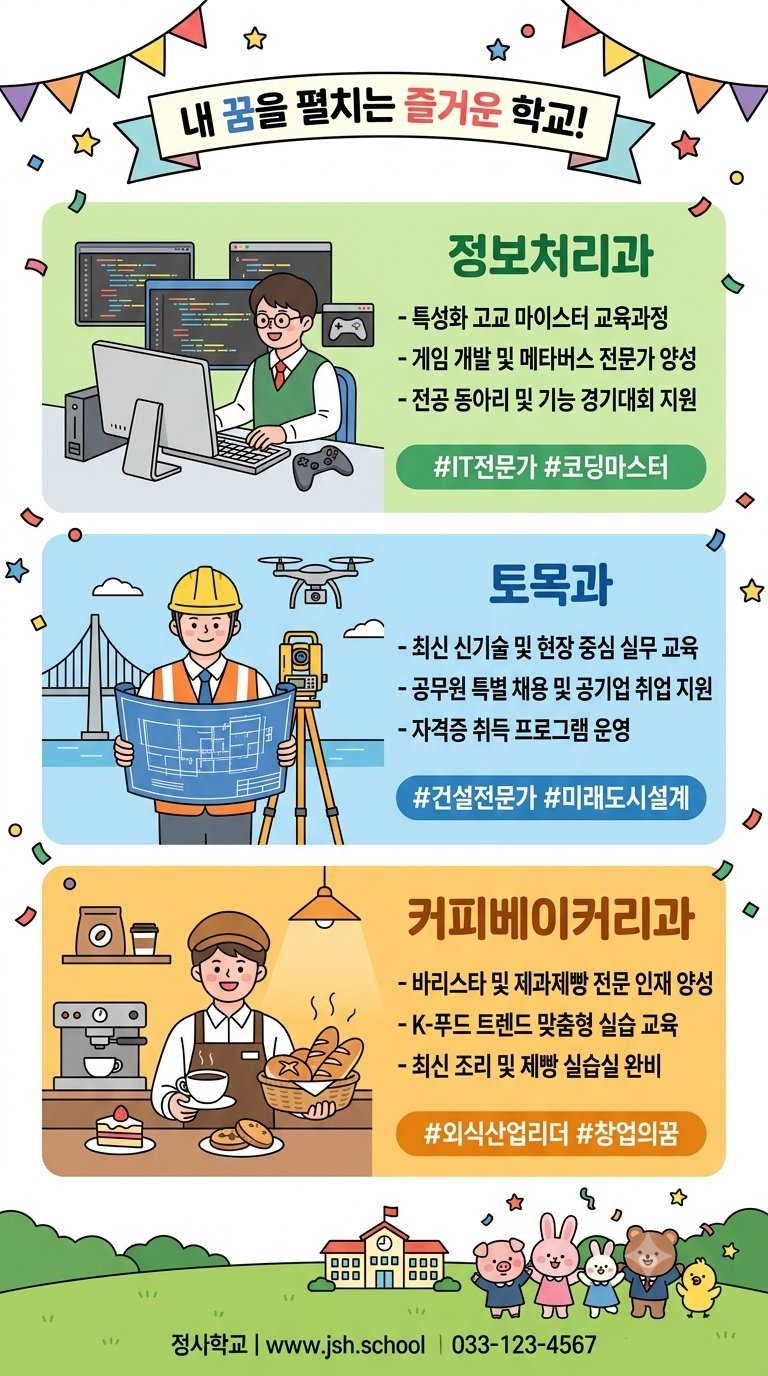 내 꿈을 펼치는 즐거운 학교!
정보처리과
- 특성화 고교 마이스터 교육과정
- 게임 개발 및 메타버스 전문가 양성
- 전공 동아리 및 기능 경기대회 지원
#IT전문가 #코딩마스터
토목과
- 최신 신기술 및 현장 중심 실무 교육
- 공무원 특별 채용 및 공기업 취업 지원
- 자격증 취득 프로그램 운영
#건설전문가 #미래도시설계
커피베이커리과
- 바리스타 및 제과제빵 전문 인재 양성
- K-푸드 트렌드 맞춤형 실습 교육
- 최신 조리 및 제빵 실습실 완비
#외식산업리더 #창업의꿈
정사학교 | www.jsh.school | 033-123-4567